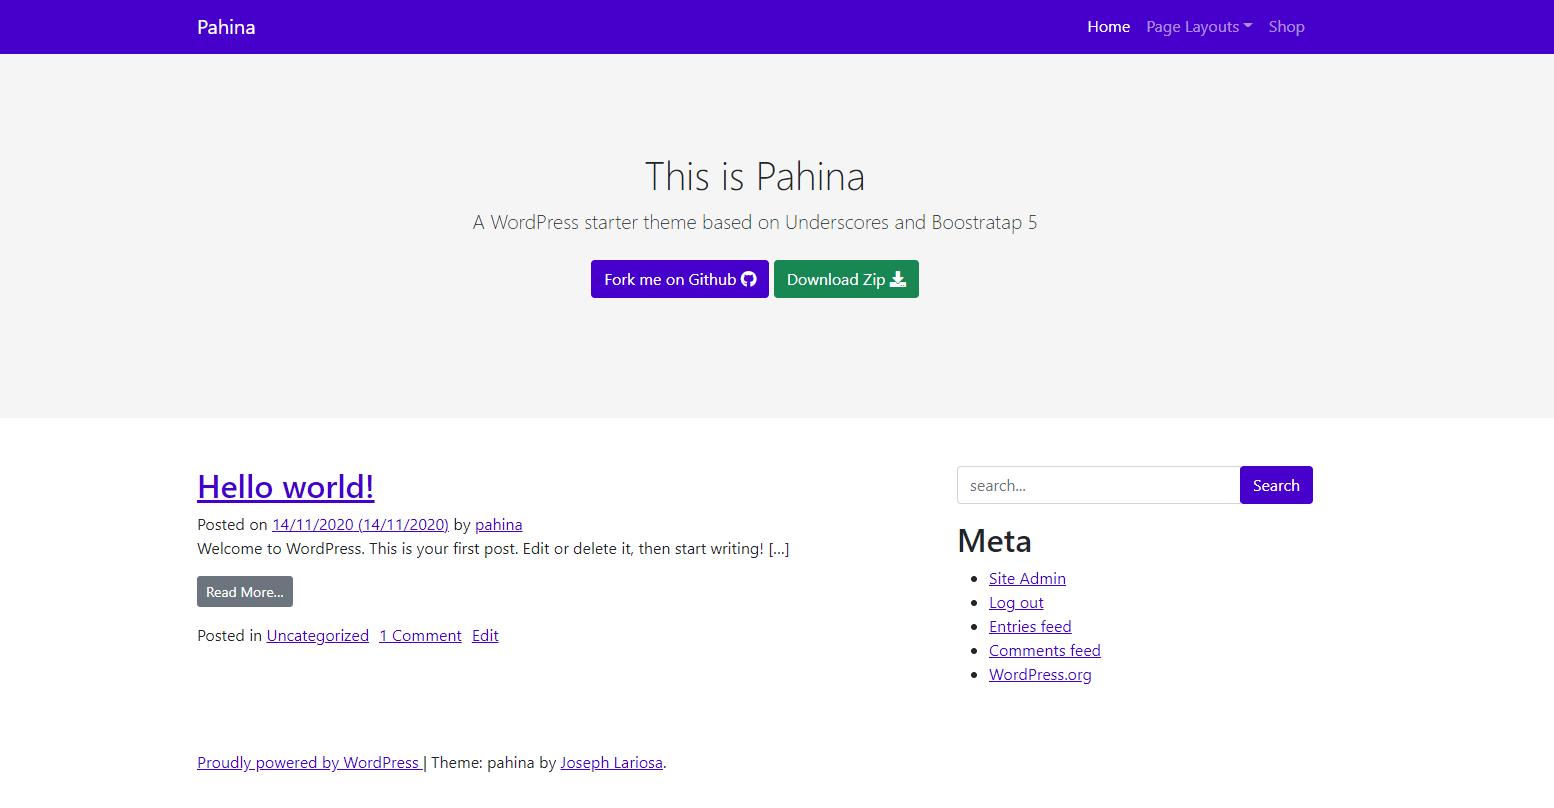 Pahina
Home Page Layouts Shop
This is Pahina
A WordPress starter theme based on Underscores and Boostratap 5
Fork me on Github Download Zip
Hello world!
Posted on 14/11/2020 (14/11/2020) by pahina
Welcome to WordPress. This is your first post. Edit or delete it, then start writing! […]
Read More...
Posted in Uncategorized 1 Comment Edit
search... Search
Meta
Site Admin
Log out
Entries feed
Comments feed
WordPress.org
Proudly powered by WordPress | Theme: pahina by Joseph Lariosa.